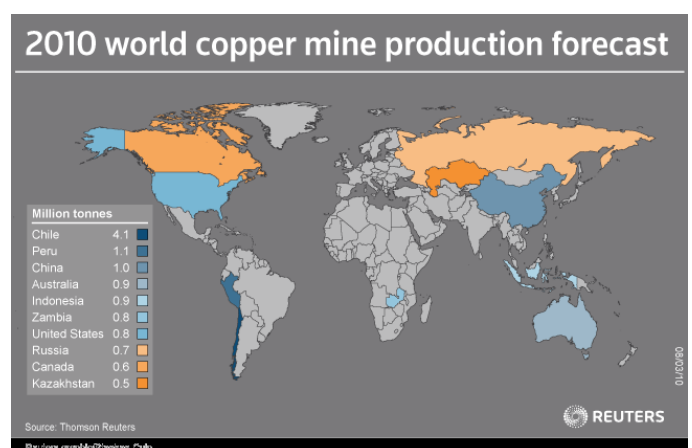 2010 world copper mine production forecast
Million tonnes
Chile 4.1
Peru 1.1
China 1.0
Australia 0.9
Indonesia 0.9
Zambia 0.8
United States 0.8
Russia 0.7
Canada 0.6
Kazakhstan 0.5
08/03/10
REUTERS
Source: Thomson Reuters